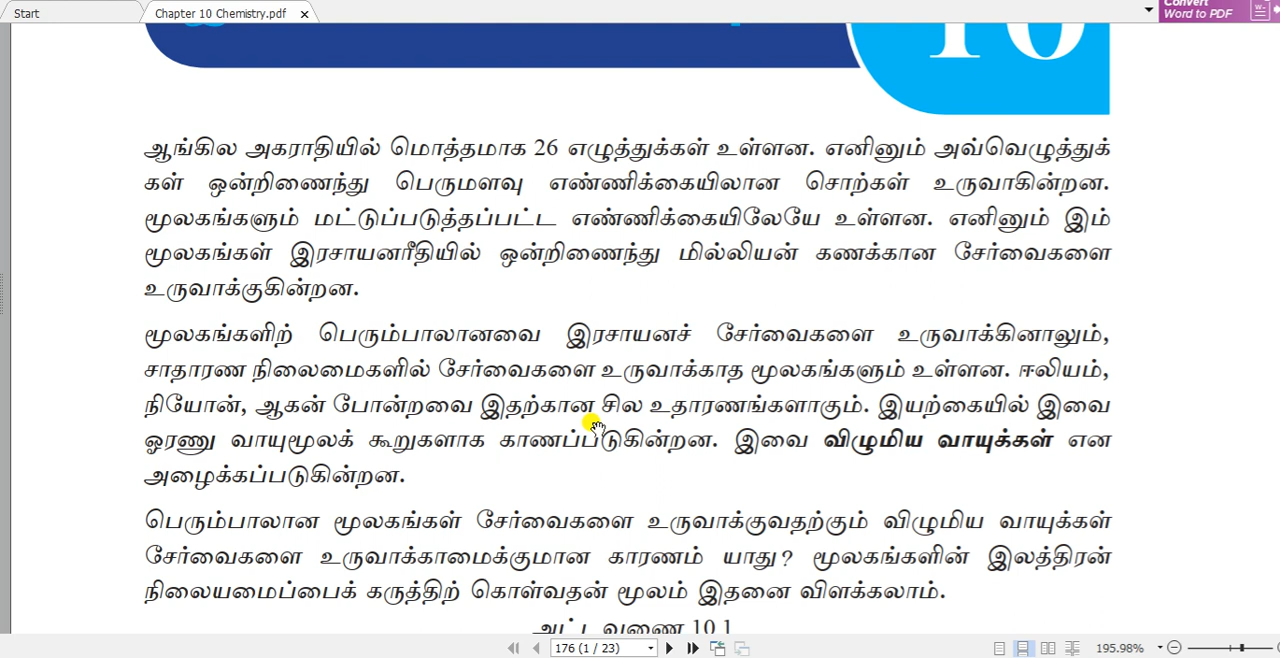 Start
Chapter 10 Chemistry.pdf
Convert
Word to PDF
10
ஆங்கில அகராதியில் மொத்தமாக 26 எழுத்துக்கள் உள்ளன. எனினும் அவ்வெழுத்துக்
கள் ஒன்றிணைந்து பெருமளவு எண்ணிக்கையிலான சொற்கள் உருவாகின்றன.
மூலகங்களும் மட்டுப்படுத்தப்பட்ட எண்ணிக்கையிலேயே உள்ளன. எனினும் இம்
மூலகங்கள் இரசாயனரீதியில் ஒன்றிணைந்து மில்லியன் கணக்கான சேர்வைகளை
உருவாக்குகின்றன.
மூலகங்களிற் பெரும்பாலானவை இரசாயனச் சேர்வைகளை உருவாக்கினாலும்,
சாதாரண நிலைமைகளில் சேர்வைகளை உருவாக்காத மூலகங்களும் உள்ளன. ஈலியம்,
நியோன், ஆகன் போன்றவை இதற்கான சில உதாரணங்களாகும். இயற்கையில் இவை
ஓரணு வாயுமூலக் கூறுகளாக காணப்படுகின்றன. இவை விழுமிய வாயுக்கள் என
அழைக்கப்படுகின்றன.
பெரும்பாலான மூலகங்கள் சேர்வைகளை உருவாக்குவதற்கும் விழுமிய வாயுக்கள்
சேர்வைகளை உருவாக்காமைக்குமான காரணம் யாது? மூலகங்களின் இலத்திரன்
நிலையமைப்பைக் கருத்திற் கொள்வதன் மூலம் இதனை விளக்கலாம்.
அட்டவணை 10.1
176 (1 / 23)
195.98%